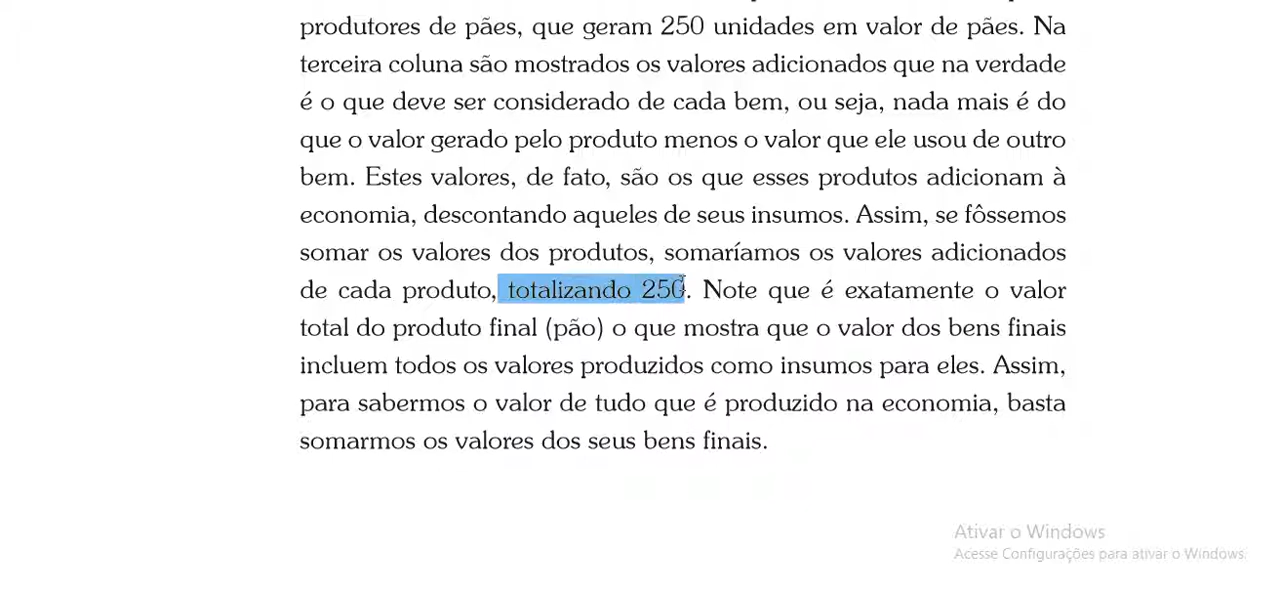 produtores de pães, que geram 250 unidades em valor de pães. Na
terceira coluna são mostrados os valores adicionados que na verdade
é o que deve ser considerado de cada bem, ou seja, nada mais é do
que o valor gerado pelo produto menos o valor que ele usou de outro
bem. Estes valores, de fato, são os que esses produtos adicionam à
economia, descontando aqueles de seus insumos. Assim, se fôssemos
somar os valores dos produtos, somaríamos os valores adicionados
de cada produto, totalizando 250. Note que é exatamente o valor
total do produto final (pão) o que mostra que o valor dos bens finais
incluem todos os valores produzidos como insumos para eles. Assim,
para sabermos o valor de tudo que é produzido na economia, basta
somarmos os valores dos seus bens finais.
Ativar o Windows
Acesse Configurações para ativar o Windows.